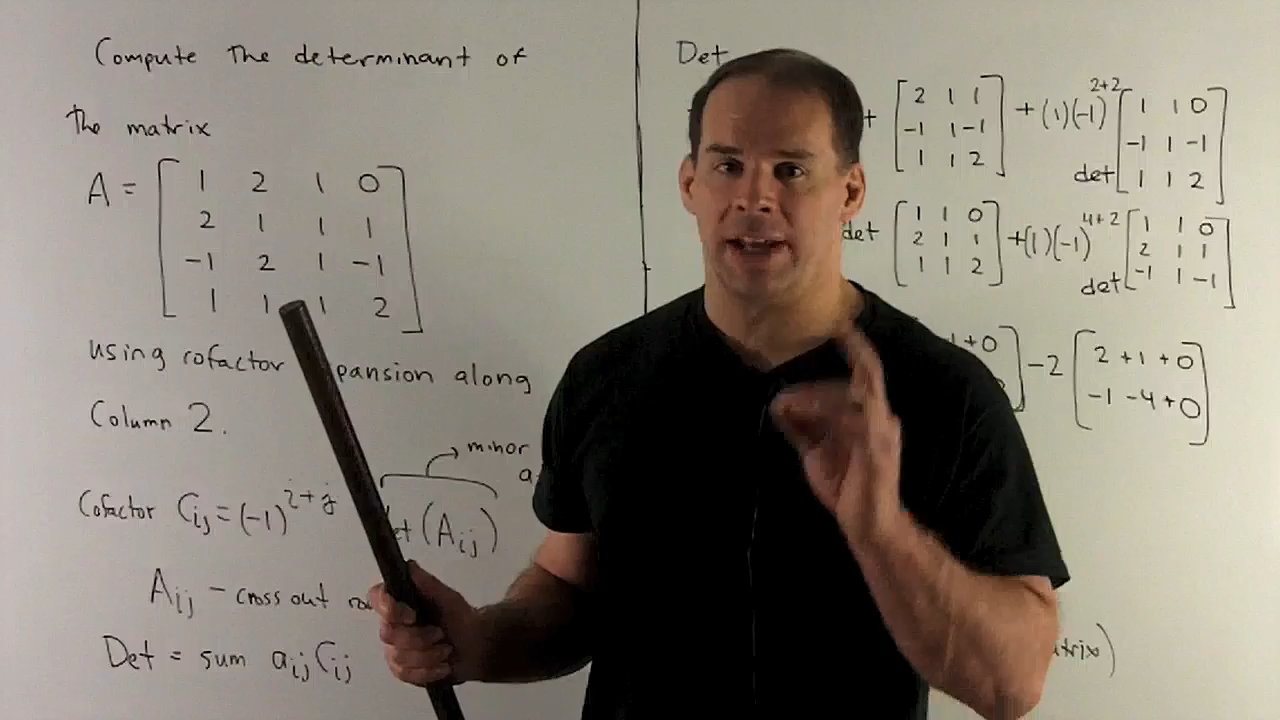 Compute The determinant of
The matrix
A = [ 1 2 1 0
2 1 1 1
-1 2 1 -1
1 1 1 2 ]
using cofactor pansion along
Column 2.
minor
a
Cofactor Cij = (-1)^i+j et (Aij)
Aij - cross out
Det = sum aij Cij
Det
+ [ 2 1 1 + (1)(-1)^2+2 [ 1 1 0
-1 1 -1 ] -1 1 -1
1 1 2 det 1 1 2 ]
det [ 1 1 0 + (1)(-1)^4+2 [ 1 1 0
2 1 1 2 1 1
1 1 2 ] det -1 1 -1 ]
1+0 ] -2 [ 2+1+0
-1-4+0 ]
trix)